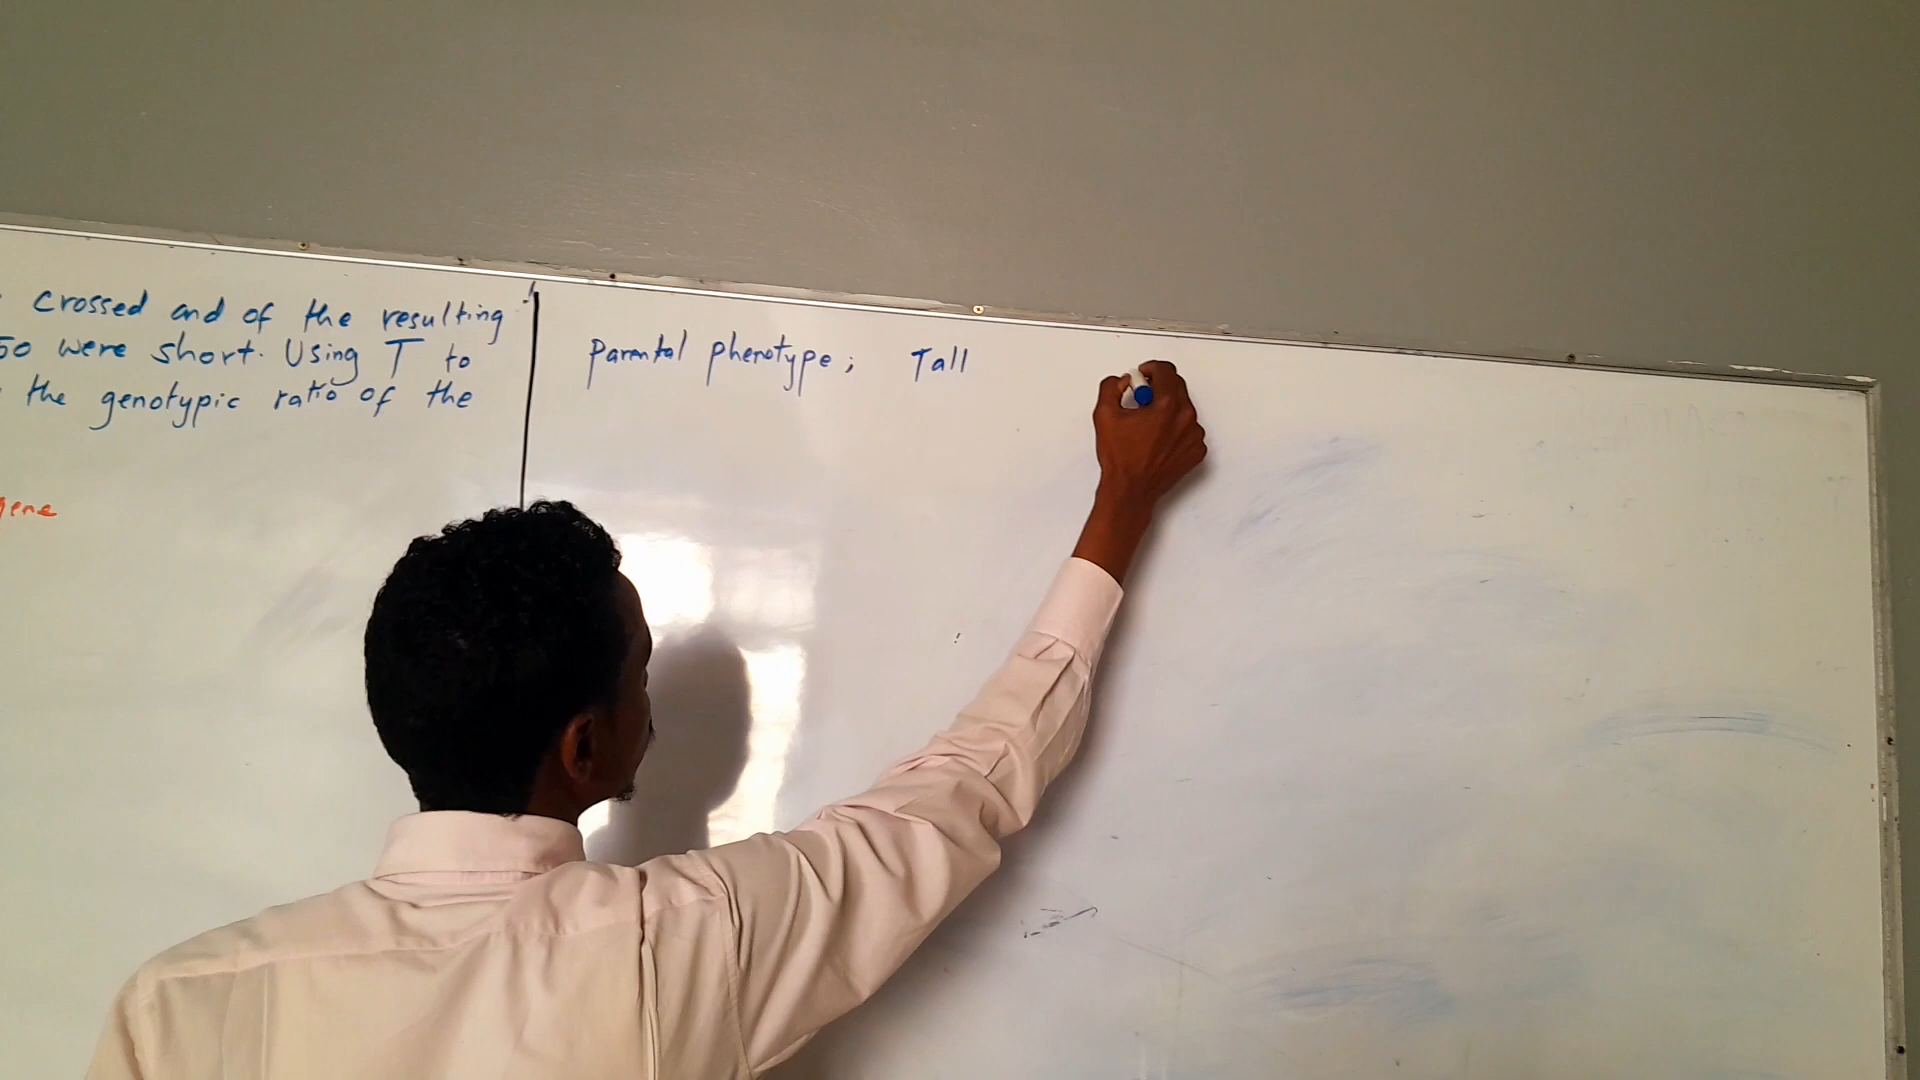 crossed and of the resulting
50 were short. Using T to
the genotypic ratio of the
gene
Parental phenotype; Tall